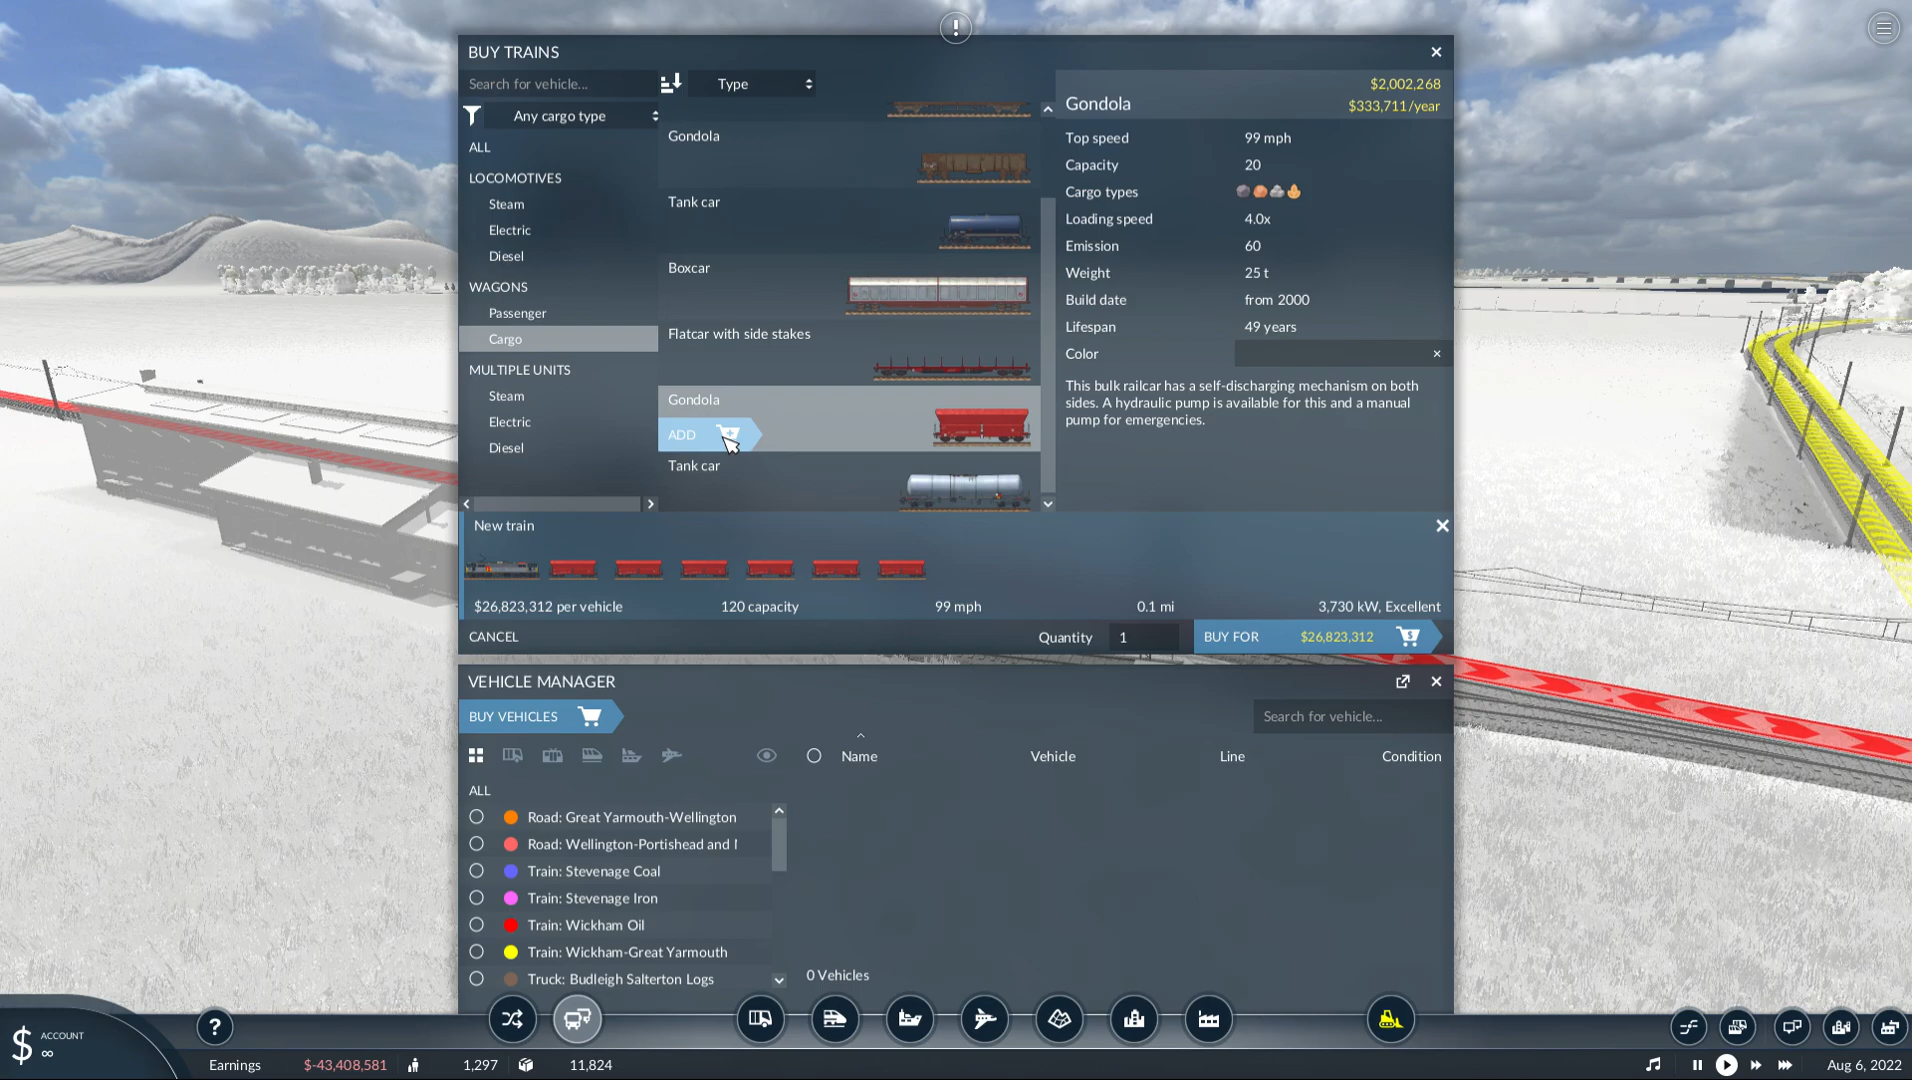 !
BUY TRAINS
Search for vehicle...
Type
Any cargo type
ALL
LOCOMOTIVES
Steam
Electric
Diesel
WAGONS
Passenger
Cargo
MULTIPLE UNITS
Steam
Electric
Diesel
Gondola
Tank car
Boxcar
Flatcar with side stakes
Gondola
ADD
Tank car
$2,002,268
Gondola
$333,711/year
Top speed 99 mph
Capacity 20
Cargo types
Loading speed 4.0x
Emission 60
Weight 25 t
Build date from 2000
Lifespan 49 years
Color
This bulk railcar has a self-discharging mechanism on both
sides. A hydraulic pump is available for this and a manual
pump for emergencies.
New train
$26,823,312 per vehicle 120 capacity 99 mph 0.1 mi 3,730 kW, Excellent
CANCEL Quantity 1 BUY FOR $26,823,312
VEHICLE MANAGER
BUY VEHICLES
Search for vehicle...
Name Vehicle Line Condition
ALL
Road: Great Yarmouth-Wellington
Road: Wellington-Portishead and
Train: Stevenage Coal
Train: Stevenage Iron
Train: Wickham Oil
Train: Wickham-Great Yarmouth
Truck: Budleigh Salterton Logs
0 Vehicles
$ ACCOUNT
∞
?
Earnings $-43,408,581 1,297 11,824 Aug 6, 2022